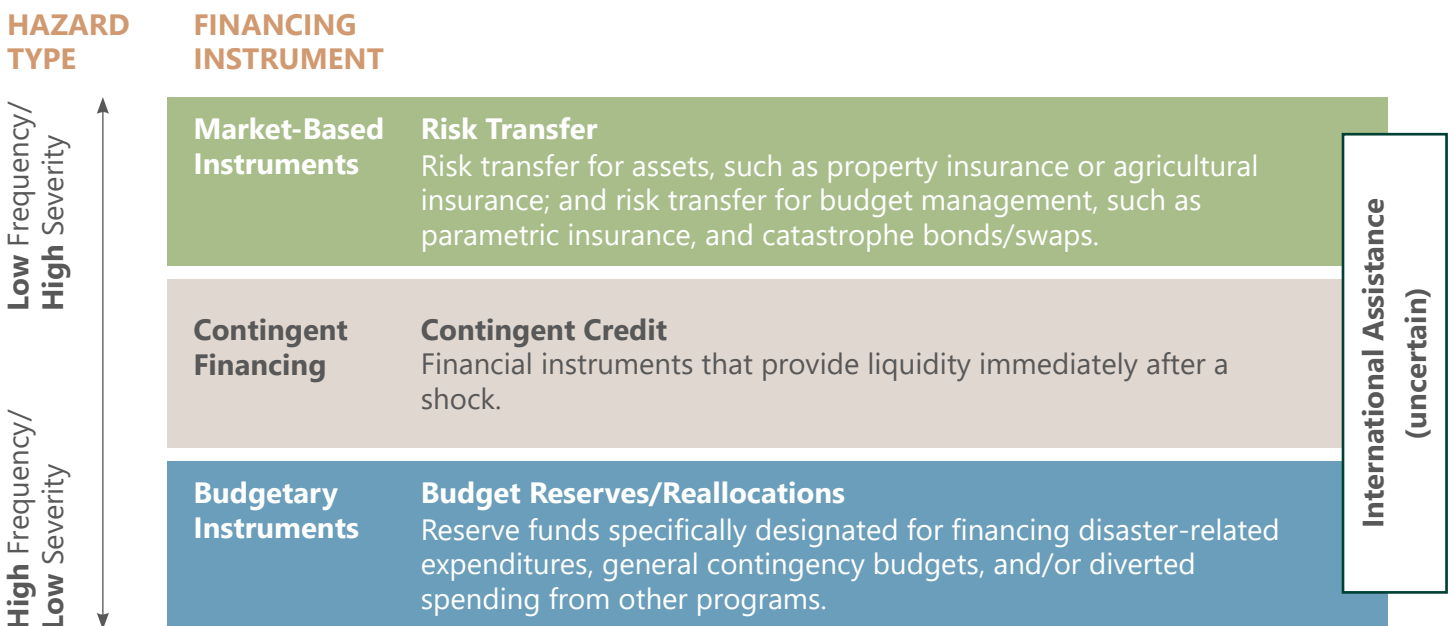 HAZARD
TYPE
FINANCING
INSTRUMENT
Low Frequency/
High Severity
High Frequency/
Low Severity
Market-Based
Instruments
Risk Transfer
Risk transfer for assets, such as property insurance or agricultural
insurance; and risk transfer for budget management, such as
parametric insurance, and catastrophe bonds/swaps.
Contingent
Financing
Contingent Credit
Financial instruments that provide liquidity immediately after a
shock.
Budgetary
Instruments
Budget Reserves/Reallocations
Reserve funds specifically designated for financing disaster-related
expenditures, general contingency budgets, and/or diverted
spending from other programs.
International Assistance
(uncertain)